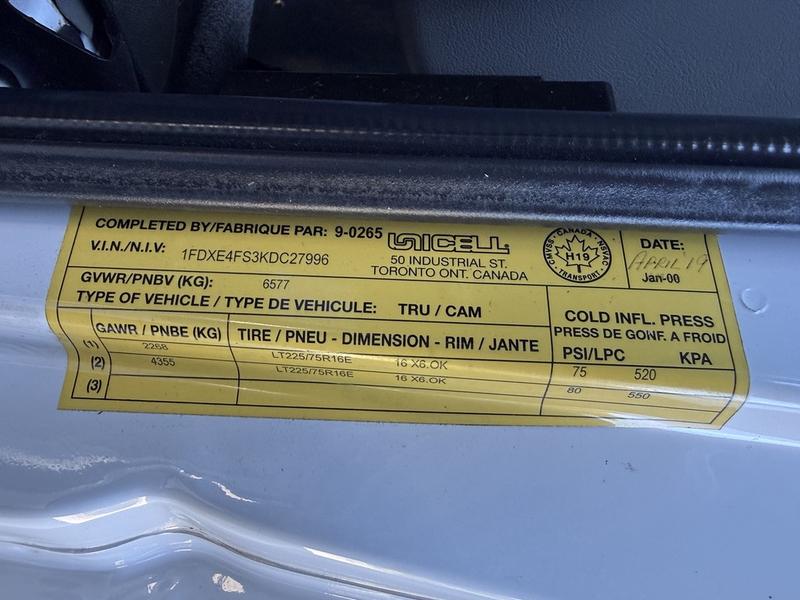 COMPLETED BY/FABRIQUE PAR: 9-0265 UNICELL
50 INDUSTRIAL ST.
TORONTO ONT. CANADA
V.I.N./N.I.V: 1FDXE4FS3KDC27996
CMVSS · CANADA · NSVAC
H19
TRANSPORT
DATE:
APRIL 19
Jan-00
GVWR/PNBV (KG): 6577
TYPE OF VEHICLE / TYPE DE VEHICULE: TRU / CAM
COLD INFL. PRESS
PRESS DE GONF. A FROID
GAWR / PNBE (KG) TIRE / PNEU - DIMENSION - RIM / JANTE PSI/LPC KPA
(1) 2268 LT225/75R16E 16 X6.OK 75 520
(2) 4355 LT225/75R16E 16 X6.OK 80 550
(3)